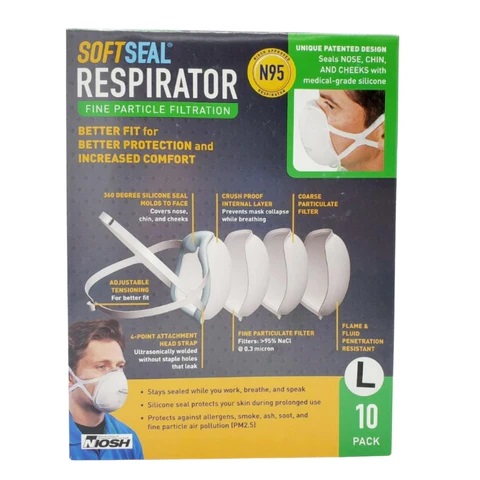 SOFTSEAL®
RESPIRATOR
FINE PARTICLE FILTRATION
BETTER FIT for
BETTER PROTECTION and
INCREASED COMFORT
NIOSH APPROVED
N95
RESPIRATOR
UNIQUE PATENTED DESIGN
Seals NOSE, CHIN,
AND CHEEKS with
medical-grade silicone
360 DEGREE SILICONE SEAL
MOLDS TO FACE
Covers nose,
chin, and cheeks
CRUSH PROOF
INTERNAL LAYER
Prevents mask collapse
while breathing
COARSE
PARTICULATE
FILTER
ADJUSTABLE
TENSIONING
For better fit
4-POINT ATTACHMENT
HEAD STRAP
Ultrasonically welded
without staple holes
that leak
FINE PARTICULATE FILTER
Filters: >95% NaCl
@ 0.3 micron
FLAME &
FLUID
PENETRATION
RESISTANT
• Stays sealed while you work, breathe, and speak
• Silicone seal protects your skin during prolonged use
• Protects against allergens, smoke, ash, soot, and
fine particle air pollution (PM2.5)
L
10
PACK
NIOSH